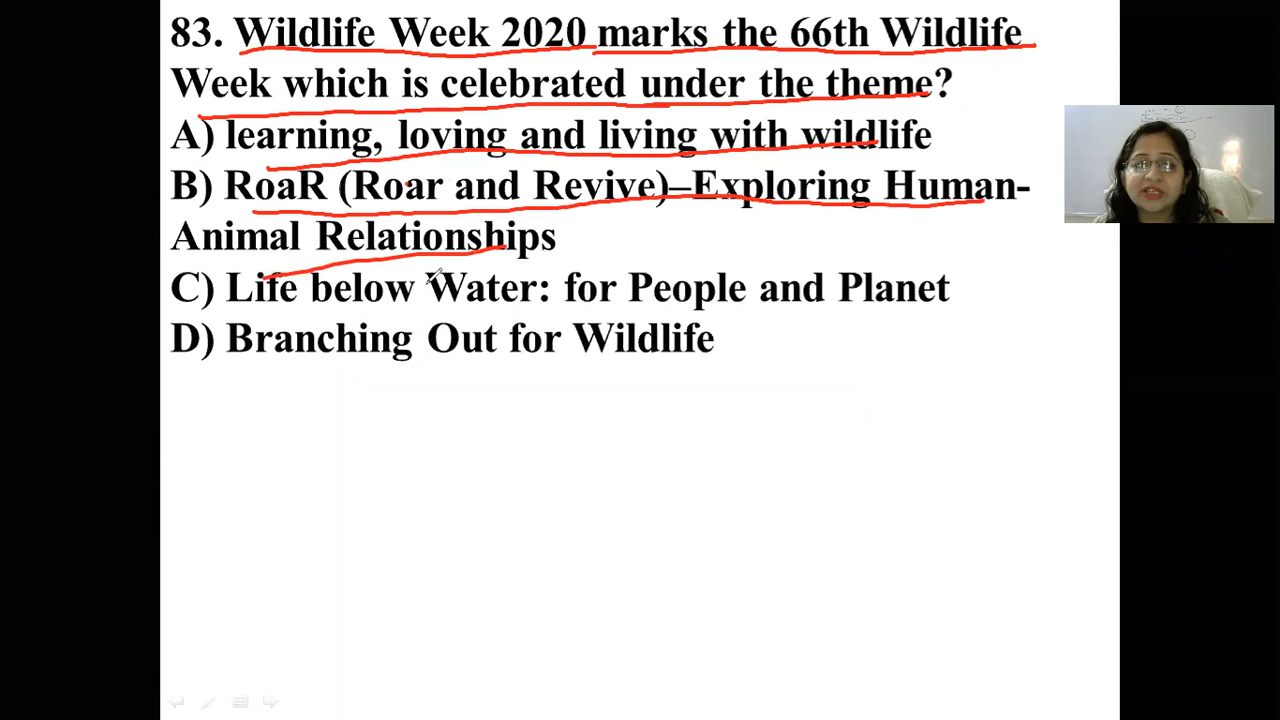 83. Wildlife Week 2020 marks the 66th Wildlife
Week which is celebrated under the theme?
A) learning, loving and living with wildlife
B) RoaR (Roar and Revive)–Exploring Human-
Animal Relationships
C) Life below Water: for People and Planet
D) Branching Out for Wildlife